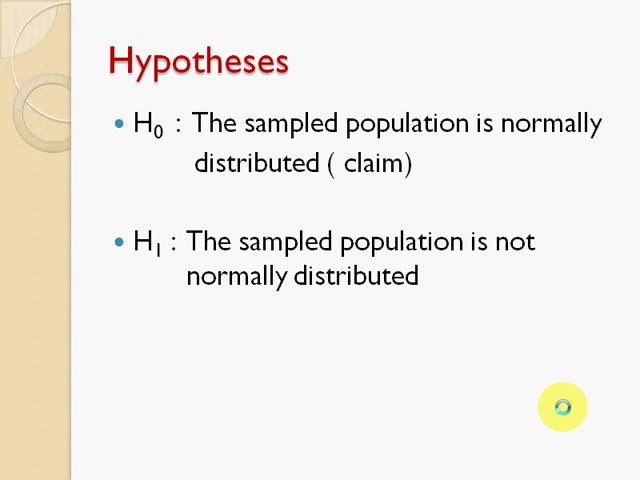 Hypotheses
• H₀ : The sampled population is normally
distributed ( claim)
• H₁ : The sampled population is not
normally distributed